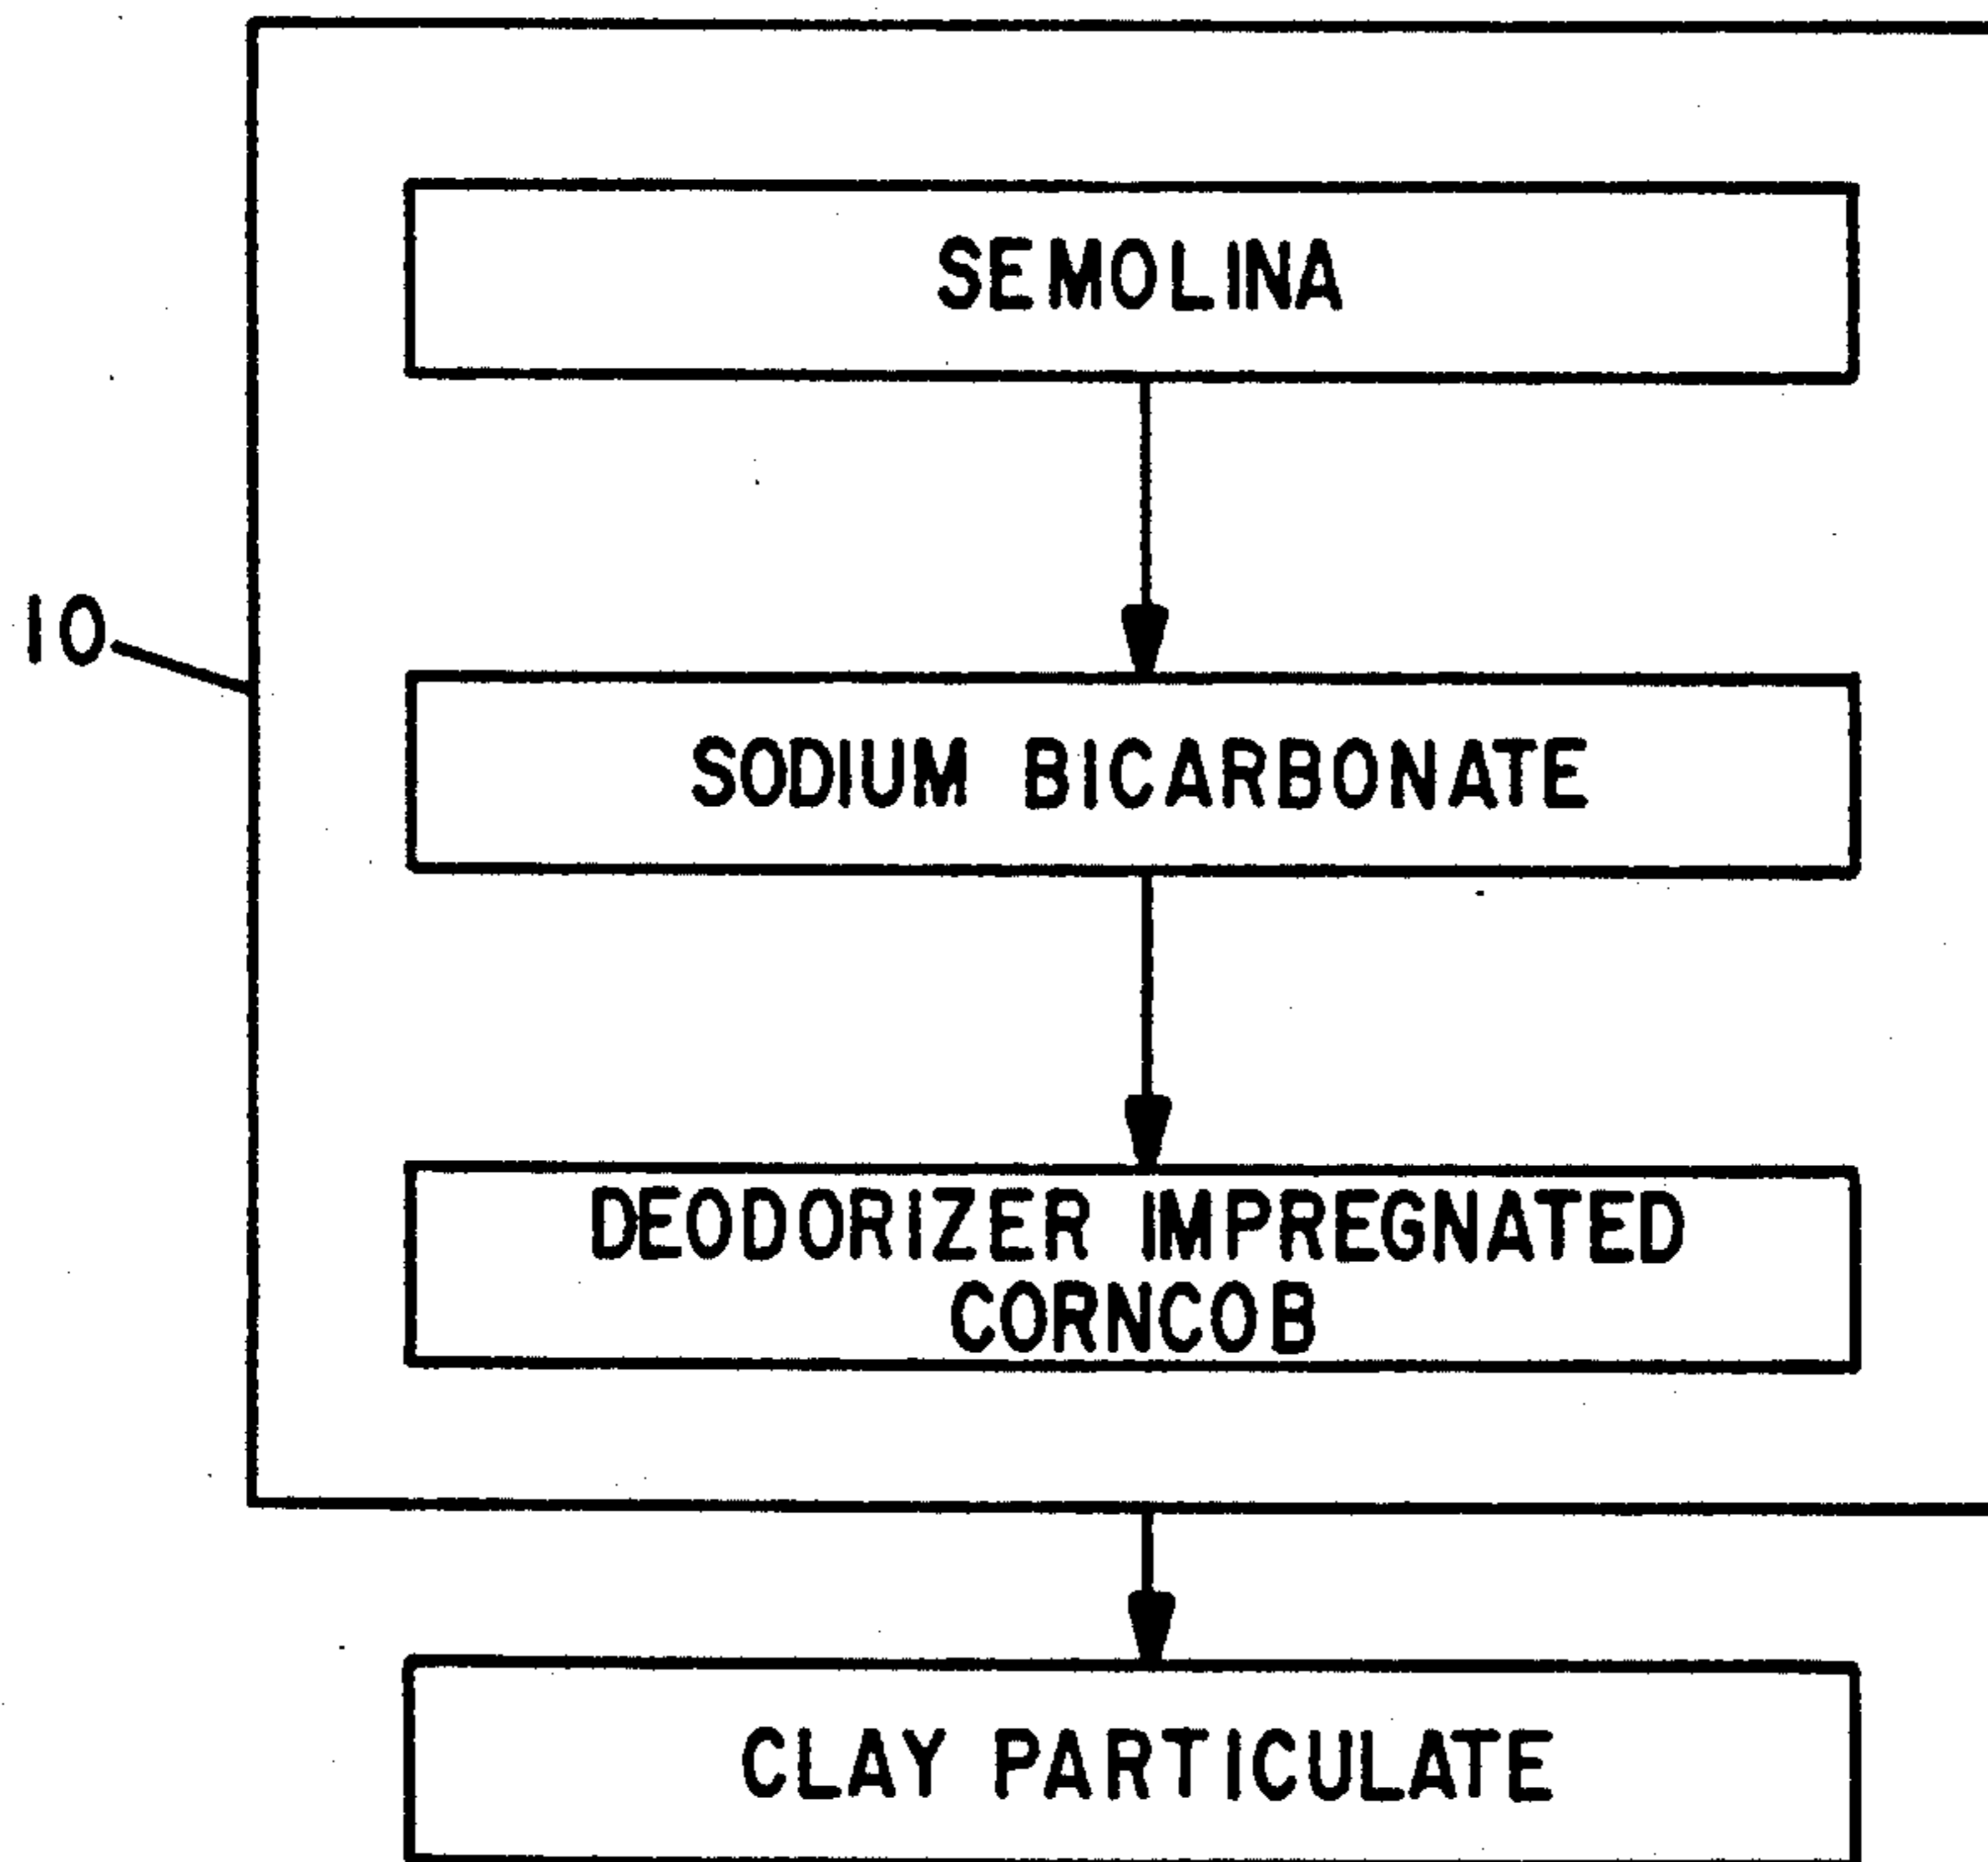 SEMOLINA
10
SODIUM BICARBONATE
DEODORIZER IMPREGNATED
CORNCOB
CLAY PARTICULATE